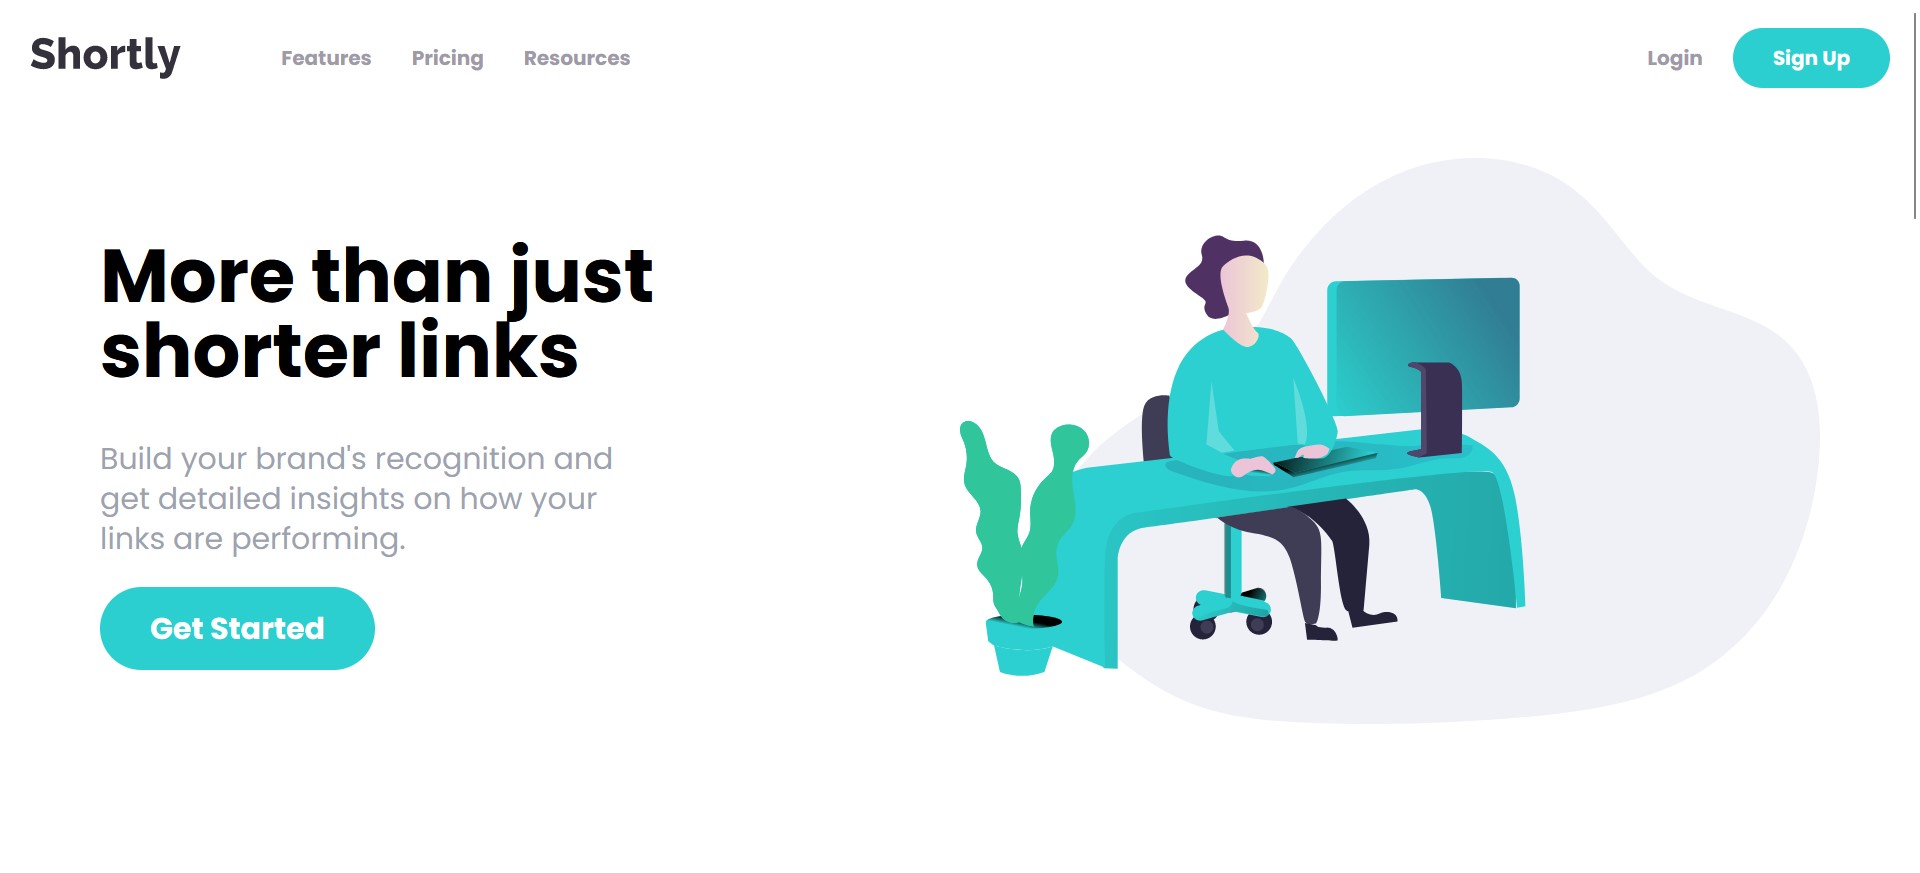 Shortly
Features
Pricing
Resources
Login
Sign Up
More than just
shorter links
Build your brand's recognition and
get detailed insights on how your
links are performing.
Get Started